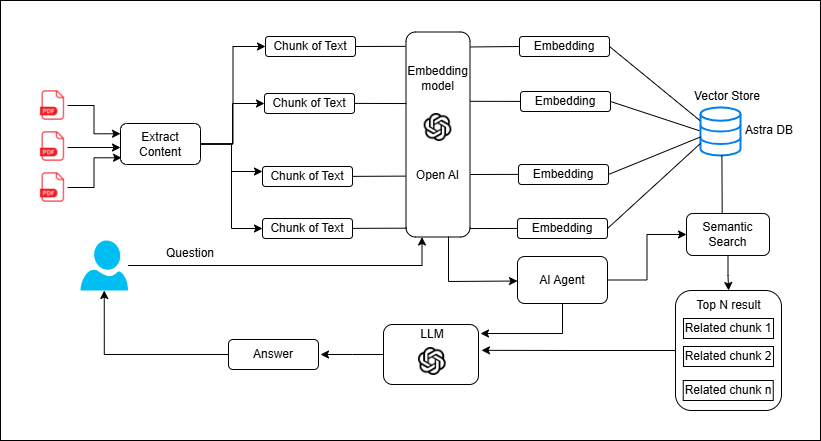 Chunk of Text
Embedding
Chunk of Text
Embedding
Chunk of Text
Embedding
Chunk of Text
Embedding
PDF
PDF
PDF
Extract
Content
Embedding
model
Open AI
Vector Store
Astra DB
Question
AI Agent
Semantic
Search
Top N result
Related chunk 1
Related chunk 2
Related chunk n
LLM
Answer